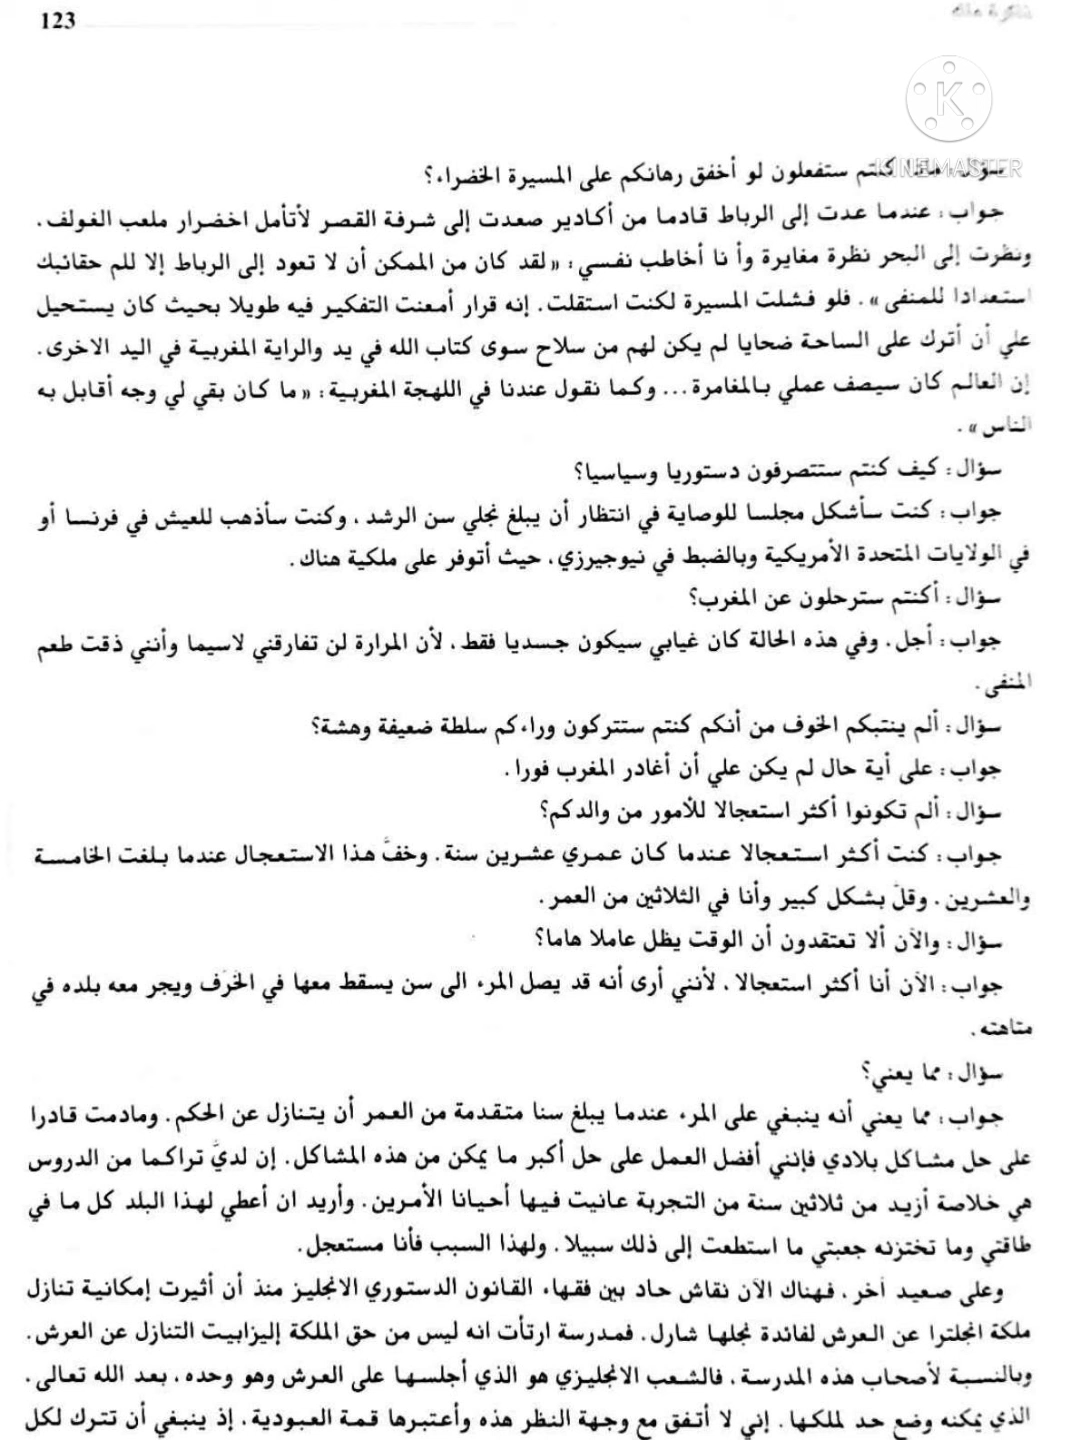 ذاكرة ملك
123
KINEMASTER
سؤال : ماذا كنتم ستفعلون لو أخفق رهانكم على المسيرة الخضراء؟
جواب : عندما عدت إلى الرباط قادما من أكادير صعدت إلى شرفة القصر لأتأمل اخضرار ملعب الغولف .
ونظرت إلى البحر نظرة مغايرة وأ نا أخاطب نفسي : «لقد كان من الممكن أن لا تعود إلى الرباط إلا للم حقائبك
استعدادا للمنفى» . فلو فشلت المسيرة لكنت استقلت . إنه قرار أمعنت التفكير فيه طويلا بحيث كان يستحيل
علي أن أترك على الساحة ضحايا لم يكن لهم من سلاح سوى كتاب الله في يد والراية المغربية في اليد الاخرى .
إن العالم كان سيصف عملي بالمغامرة ... وكما نقول عندنا في اللهجة المغربية : «ما كان بقي لي وجه أقابل به
الناس» .
سؤال : كيف كنتم ستتصرفون دستوريا وسياسيا؟
جواب : كنت سأشكل مجلسا للوصاية في انتظار أن يبلغ نجلي سن الرشد ، وكنت سأذهب للعيش في فرنسا أو
في الولايات المتحدة الأمريكية وبالضبط في نيوجيرزي ، حيث أتوفر على ملكية هناك .
سؤال : أكنتم سترحلون عن المغرب؟
جواب : أجل . وفي هذه الحالة كان غيابي سيكون جسديا فقط ، لأن المرارة لن تفارقني لاسيما وأنني ذقت طعم
المنفى .
سؤال : ألم ينتبكم الخوف من أنكم كنتم ستتركون وراءكم سلطة ضعيفة وهشة؟
جواب : على أية حال لم يكن علي أن أغادر المغرب فورا .
سؤال : ألم تكونوا أكثر استعجالا للأمور من والدكم؟
جواب : كنت أكثر استعجالا عندما كان عمري عشرين سنة . وخفَّ هذا الاستعجال عندما بلغت الخامسة
والعشرين . وقلّ بشكل كبير وأنا في الثلاثين من العمر .
سؤال : والآن ألا تعتقدون أن الوقت يظل عاملا هاما؟
جواب : الآن أنا أكثر استعجالا ، لأنني أرى أنه قد يصل المرء الى سن يسقط معها في الخَرَف ويجر معه بلده في
متاهته .
سؤال : مما يعني؟
جواب : مما يعني أنه ينبغي على المرء عندما يبلغ سنا متقدمة من العمر أن يتنازل عن الحكم . ومادمت قادرا
على حل مشاكل بلادي فإنني أفضل العمل على حل أكبر ما يمكن من هذه المشاكل . إن لديَّ تراكما من الدروس
هي خلاصة أزيد من ثلاثين سنة من التجربة عانيت فيها أحيانا الأمرين . وأريد ان أعطي لهذا البلد كل ما في
طاقتي وما تختزنه جعبتي ما استطعت إلى ذلك سبيلا . ولهذا السبب فأنا مستعجل .
وعلى صعيد آخر ، فهناك الآن نقاش حاد بين فقهاء القانون الدستوري الانجليز منذ أن أثيرت إمكانية تنازل
ملكة انجلترا عن العرش لفائدة نجلها شارل . فمدرسة ارتأت انه ليس من حق الملكة إليزابيت التنازل عن العرش .
وبالنسبة لأصحاب هذه المدرسة ، فالشعب الانجليزي هو الذي أجلسها على العرش وهو وحده ، بعد الله تعالى ،
الذي يمكنه وضع حد لملكها . إني لا أتفق مع وجهة النظر هذه وأعتبرها قمة العبودية . إذ ينبغي أن تترك لكل